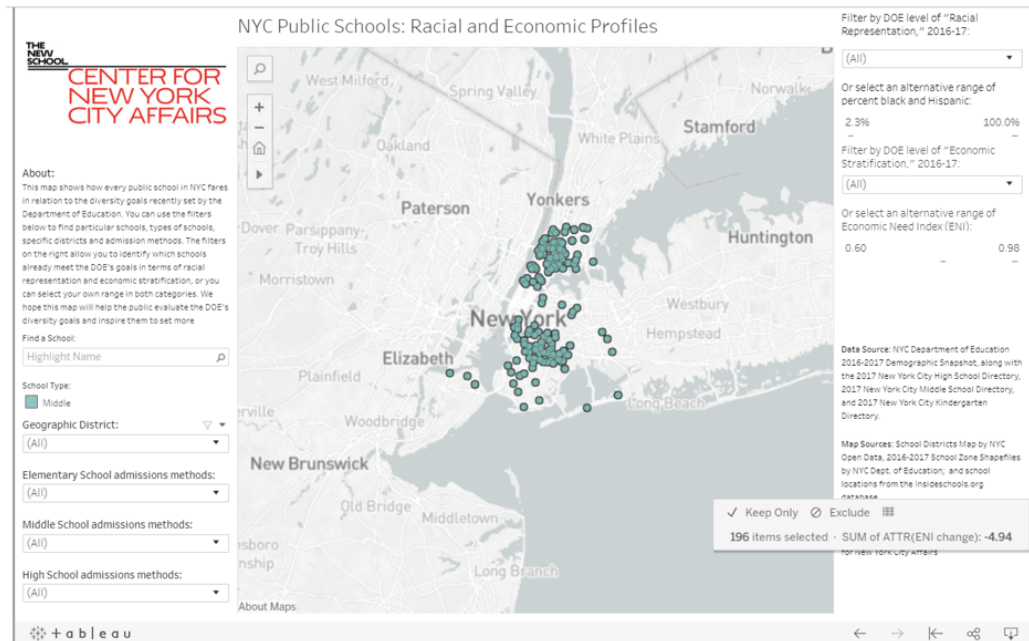 NYC Public Schools: Racial and Economic Profiles
THE
NEW
SCHOOL
CENTER FOR
NEW YORK
CITY AFFAIRS
About:
This map shows how every public school in NYC fares
in relation to the diversity goals recently set by the
Department of Education. You can use the filters
below to find particular schools, types of schools,
specific districts and admission methods. The filters
on the right allow you to identify which schools
already meet the DOE's goals in terms of racial
representation and economic stratification, or you
can select your own range in both categories. We
hope this map will help the public evaluate the DOE's
diversity goals and inspire them to set more
Find a School:
Highlight Name
School Type:
Middle
Geographic District:
(All)
Elementary School admissions methods:
(All)
Middle School admissions methods:
(All)
High School admissions methods:
(All)
West Milford
Spring Valley
Norwalk
Stamford
White Plains
Oakland
Yonkers
Paterson
Dover
Parsippany-
Troy Hills
Huntington
Morristown
Westbury
New York
Hempstead
Elizabeth
Plainfield
Long Beach
erville
Woodbridge
New Brunswick
Old Bridge
Middletown
nsboro
nship
Long Branch
About Maps
Filter by DOE level of "Racial
Representation," 2016-17:
(All)
Or select an alternative range of
percent black and Hispanic:
2.3% 100.0%
Filter by DOE level of "Economic
Stratification," 2016-17:
(All)
Or select an alternative range of
Economic Need Index (ENI):
0.60 0.98
Data Source: NYC Department of Education
2016-2017 Demographic Snapshot, along with
the 2017 New York City High School Directory,
2017 New York City Middle School Directory,
and 2017 New York City Kindergarten
Directory.
Map Sources: School Districts Map by NYC
Open Data, 2016-2017 School Zone Shapefiles
by NYC Dept. of Education; and school
locations from the Insideschools.org
database
Keep Only Exclude
196 items selected · SUM of ATTR(ENI change): -4.94
for New York City Affairs
+ a b l e a u